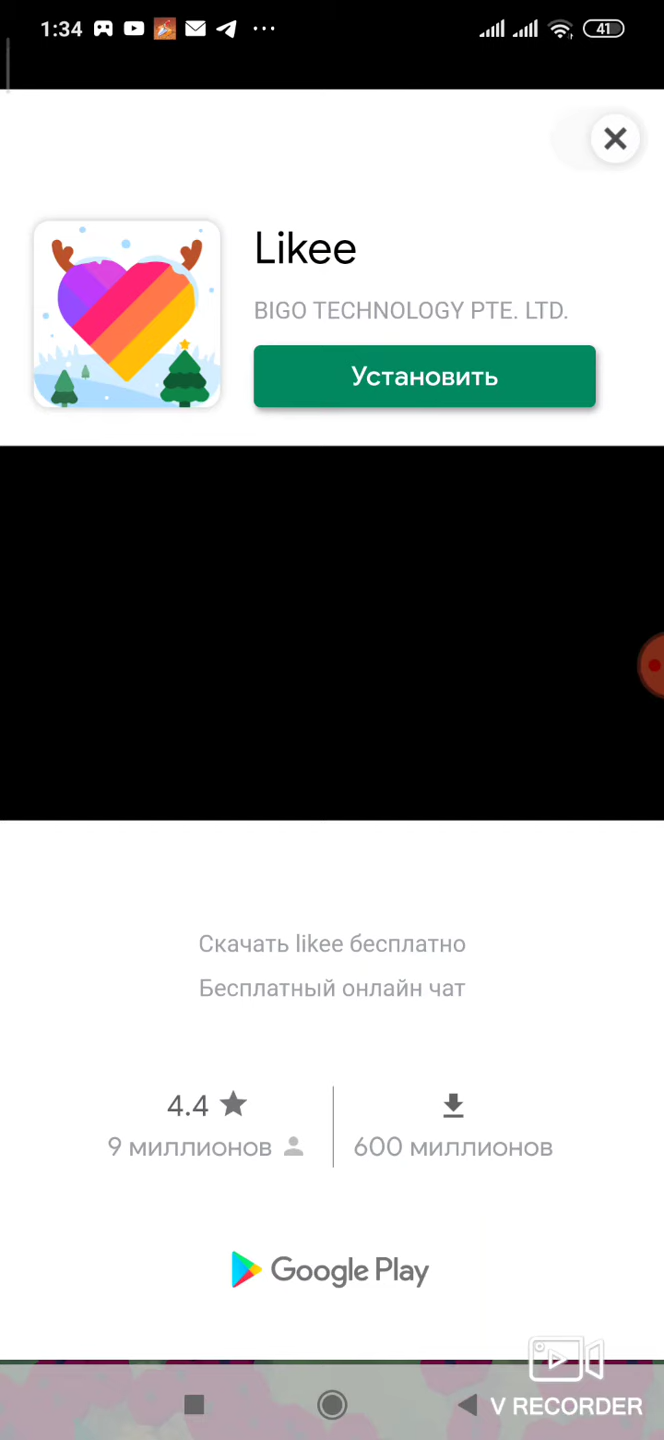 1:34
41
Likee
BIGO TECHNOLOGY PTE. LTD.
Установить
Скачать likee бесплатно
Бесплатный онлайн чат
4.4
9 миллионов
600 миллионов
Google Play
V RECORDER